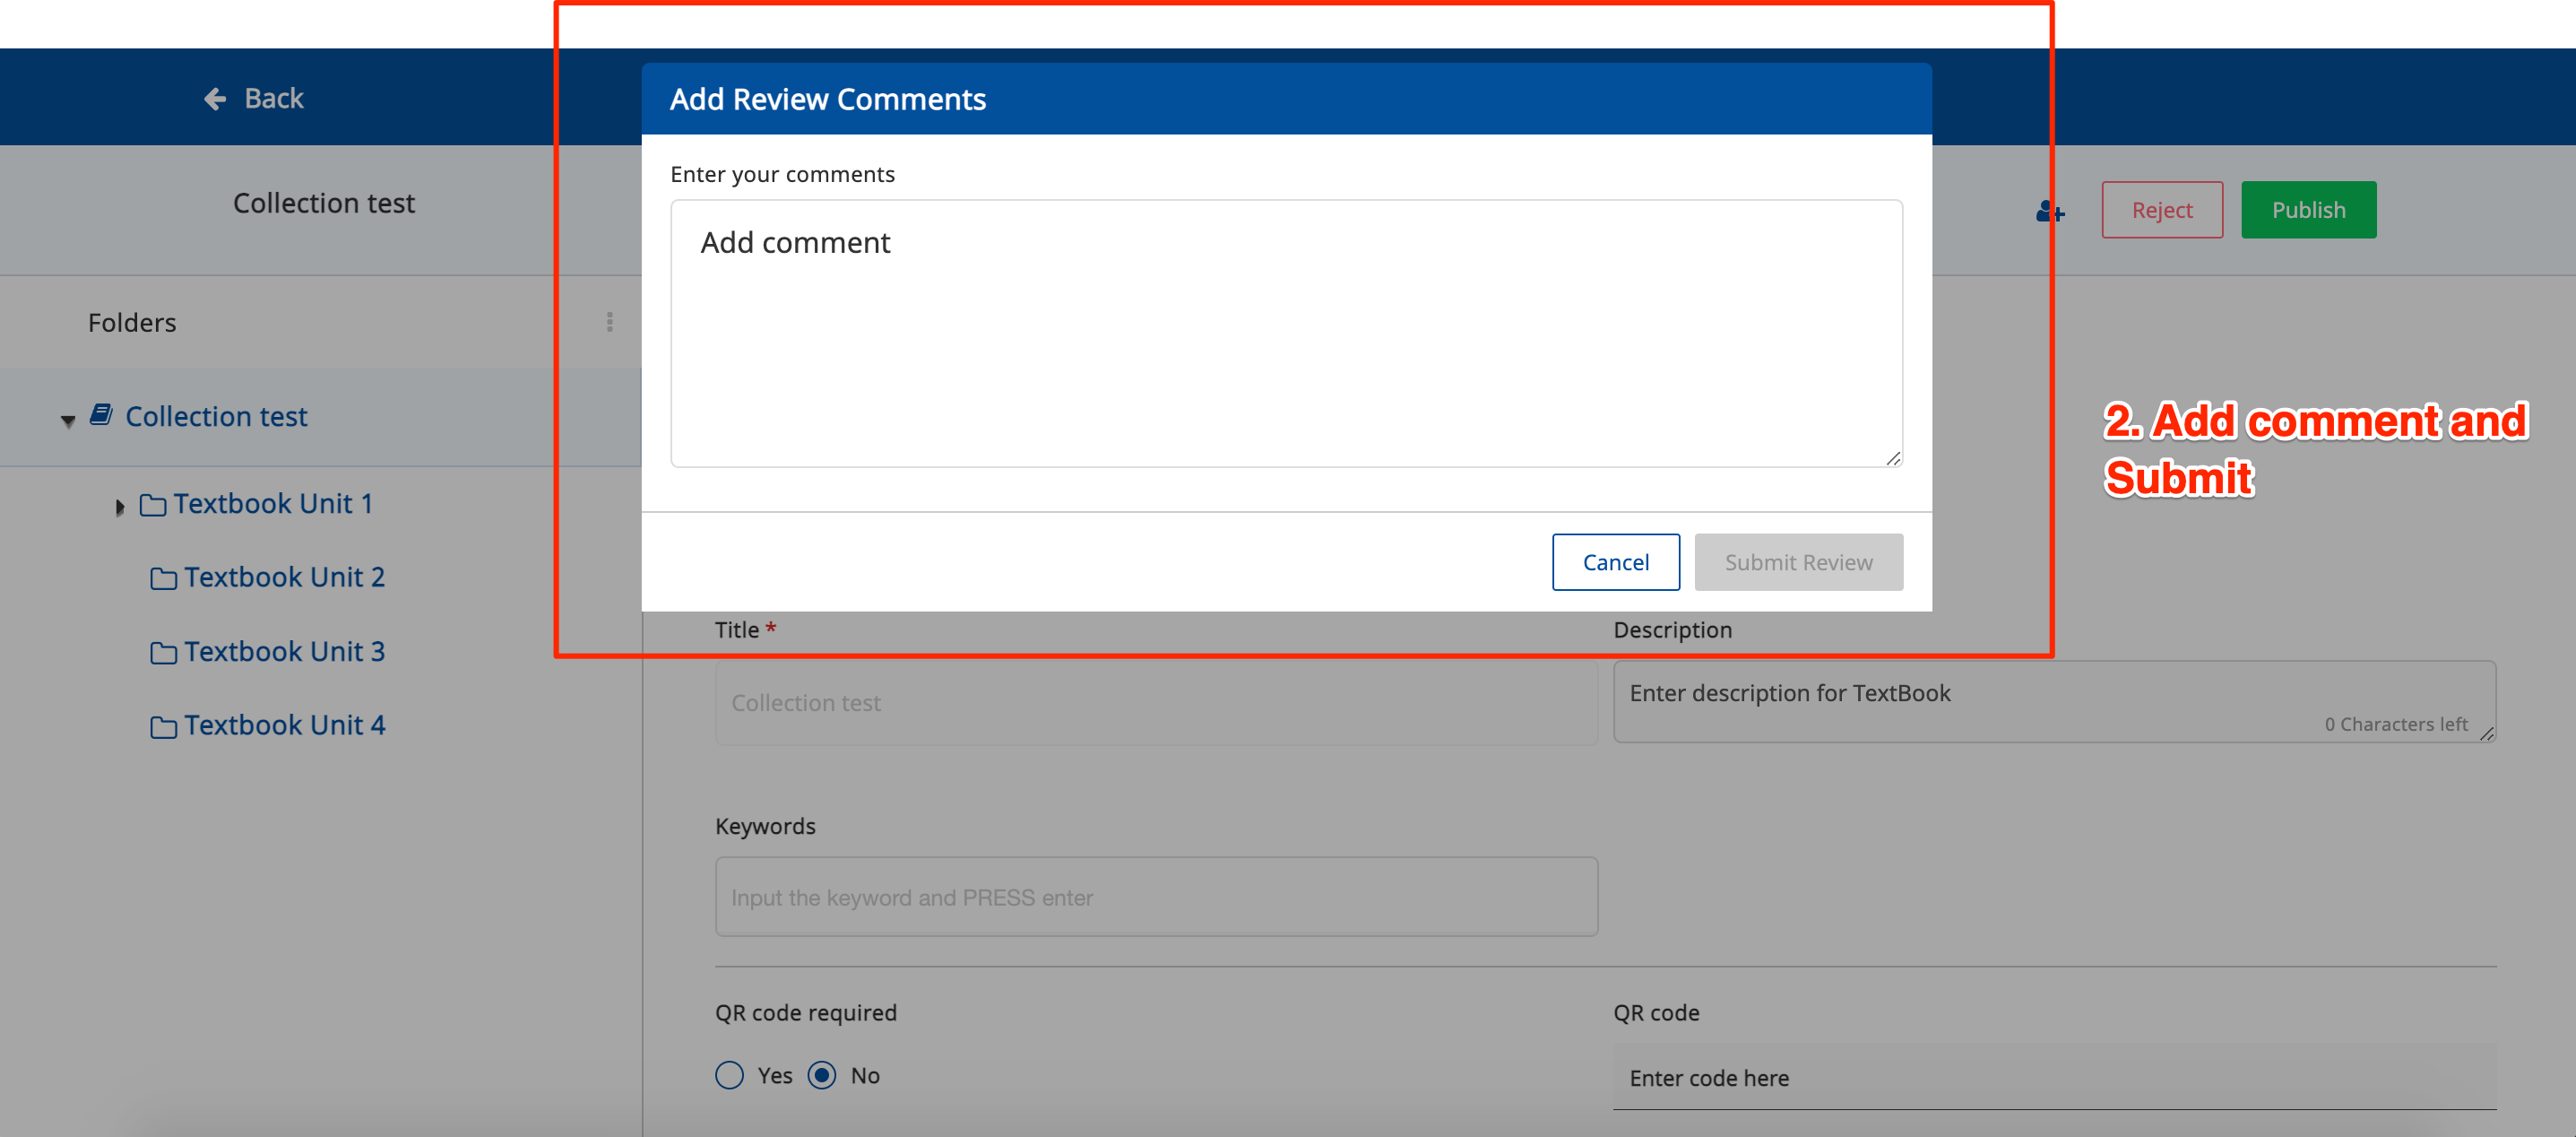 Back
Add Review Comments
Enter your comments
Add comment
Cancel
Submit Review
Collection test
Reject
Publish
Folders
Collection test
Textbook Unit 1
Textbook Unit 2
Textbook Unit 3
Textbook Unit 4
2. Add comment and
Submit
Title *
Description
Collection test
Enter description for TextBook
0 Characters left
Keywords
Input the keyword and PRESS enter
QR code required
QR code
Yes
No
Enter code here